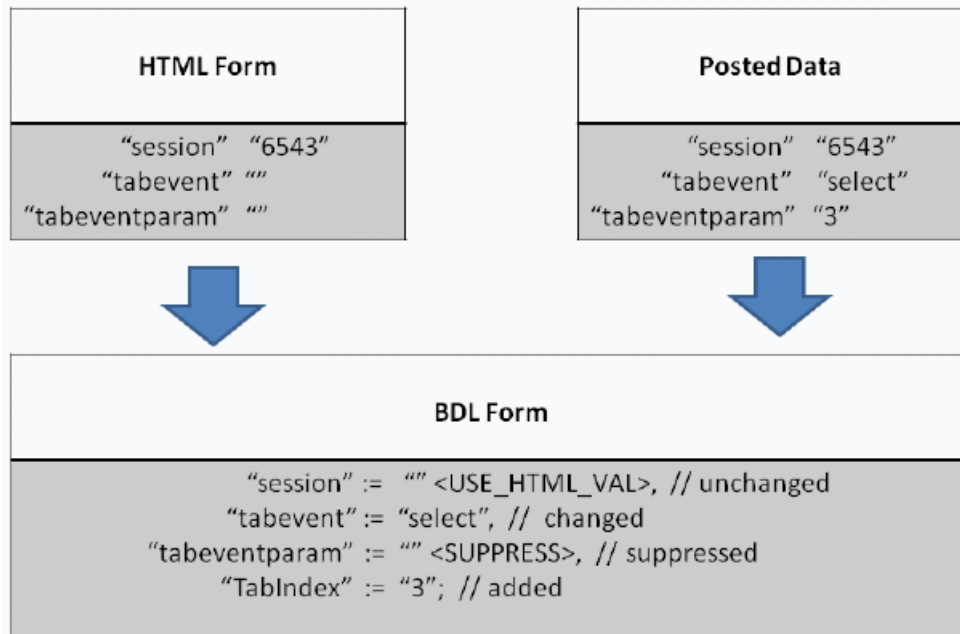 HTML Form
“session” “6543”
“tabevent” “”
“tabeventparam” “”
Posted Data
“session” “6543”
“tabevent” “select”
“tabeventparam” “3”
BDL Form
“session” := “” <USE_HTML_VAL>, // unchanged
“tabevent” := “select”, // changed
“tabeventparam” := “” <SUPPRESS>, // suppressed
“TabIndex” := “3”; // added